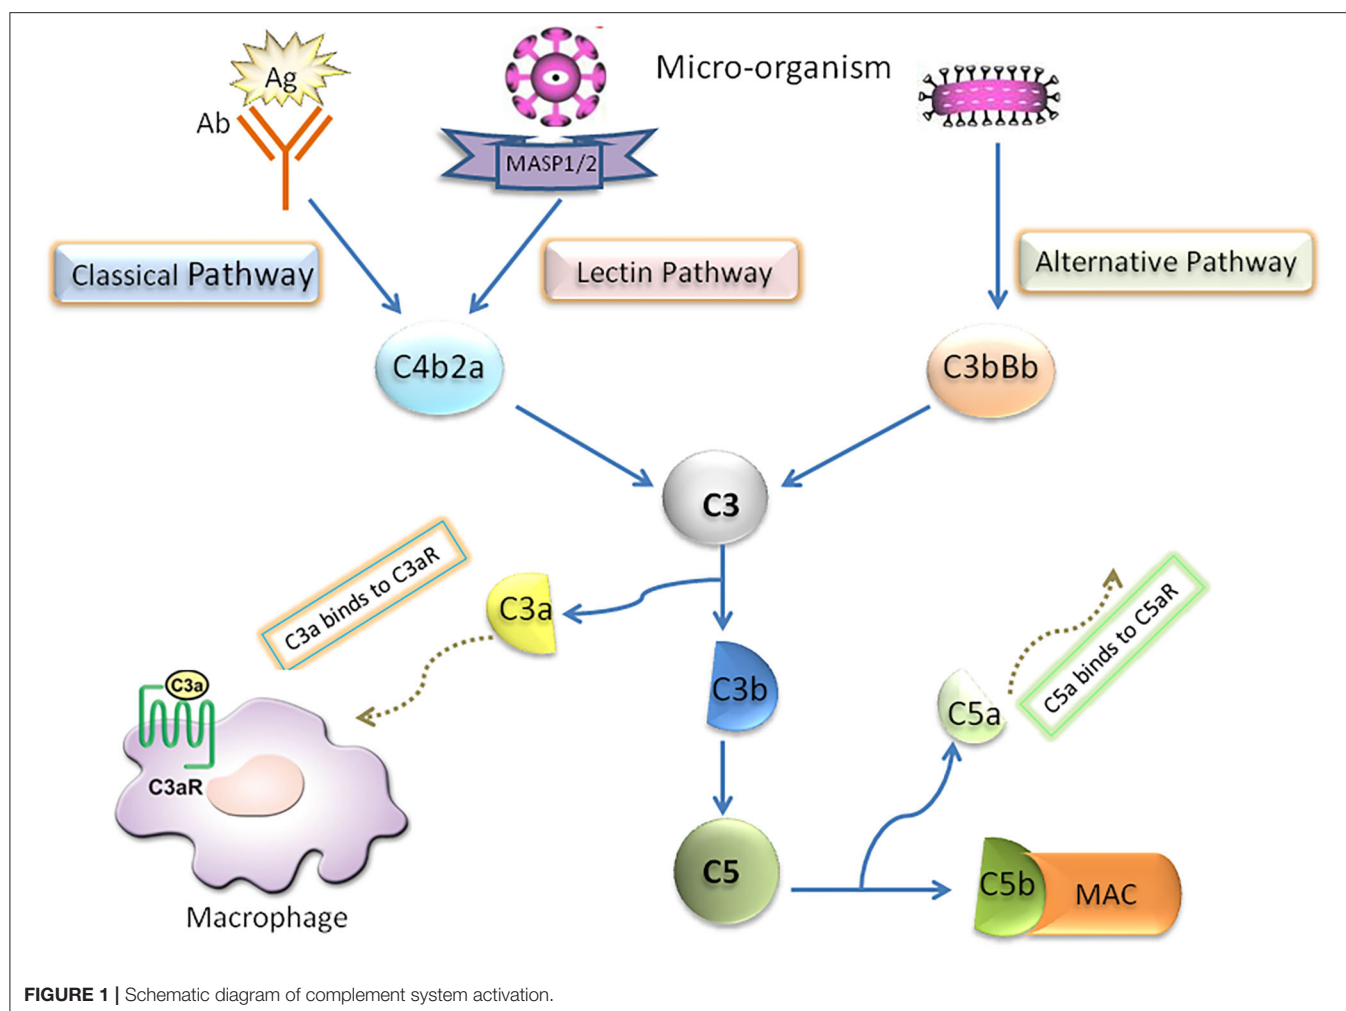 Ag
Ab
MASP1/2
Micro-organism
Classical Pathway
Lectin Pathway
Alternative Pathway
C4b2a
C3bBb
C3
C3a binds to C3aR
C3a
C3b
C5a
C5a binds to C5aR
C3a
C3aR
Macrophage
C5
C5b
MAC
FIGURE 1 | Schematic diagram of complement system activation.